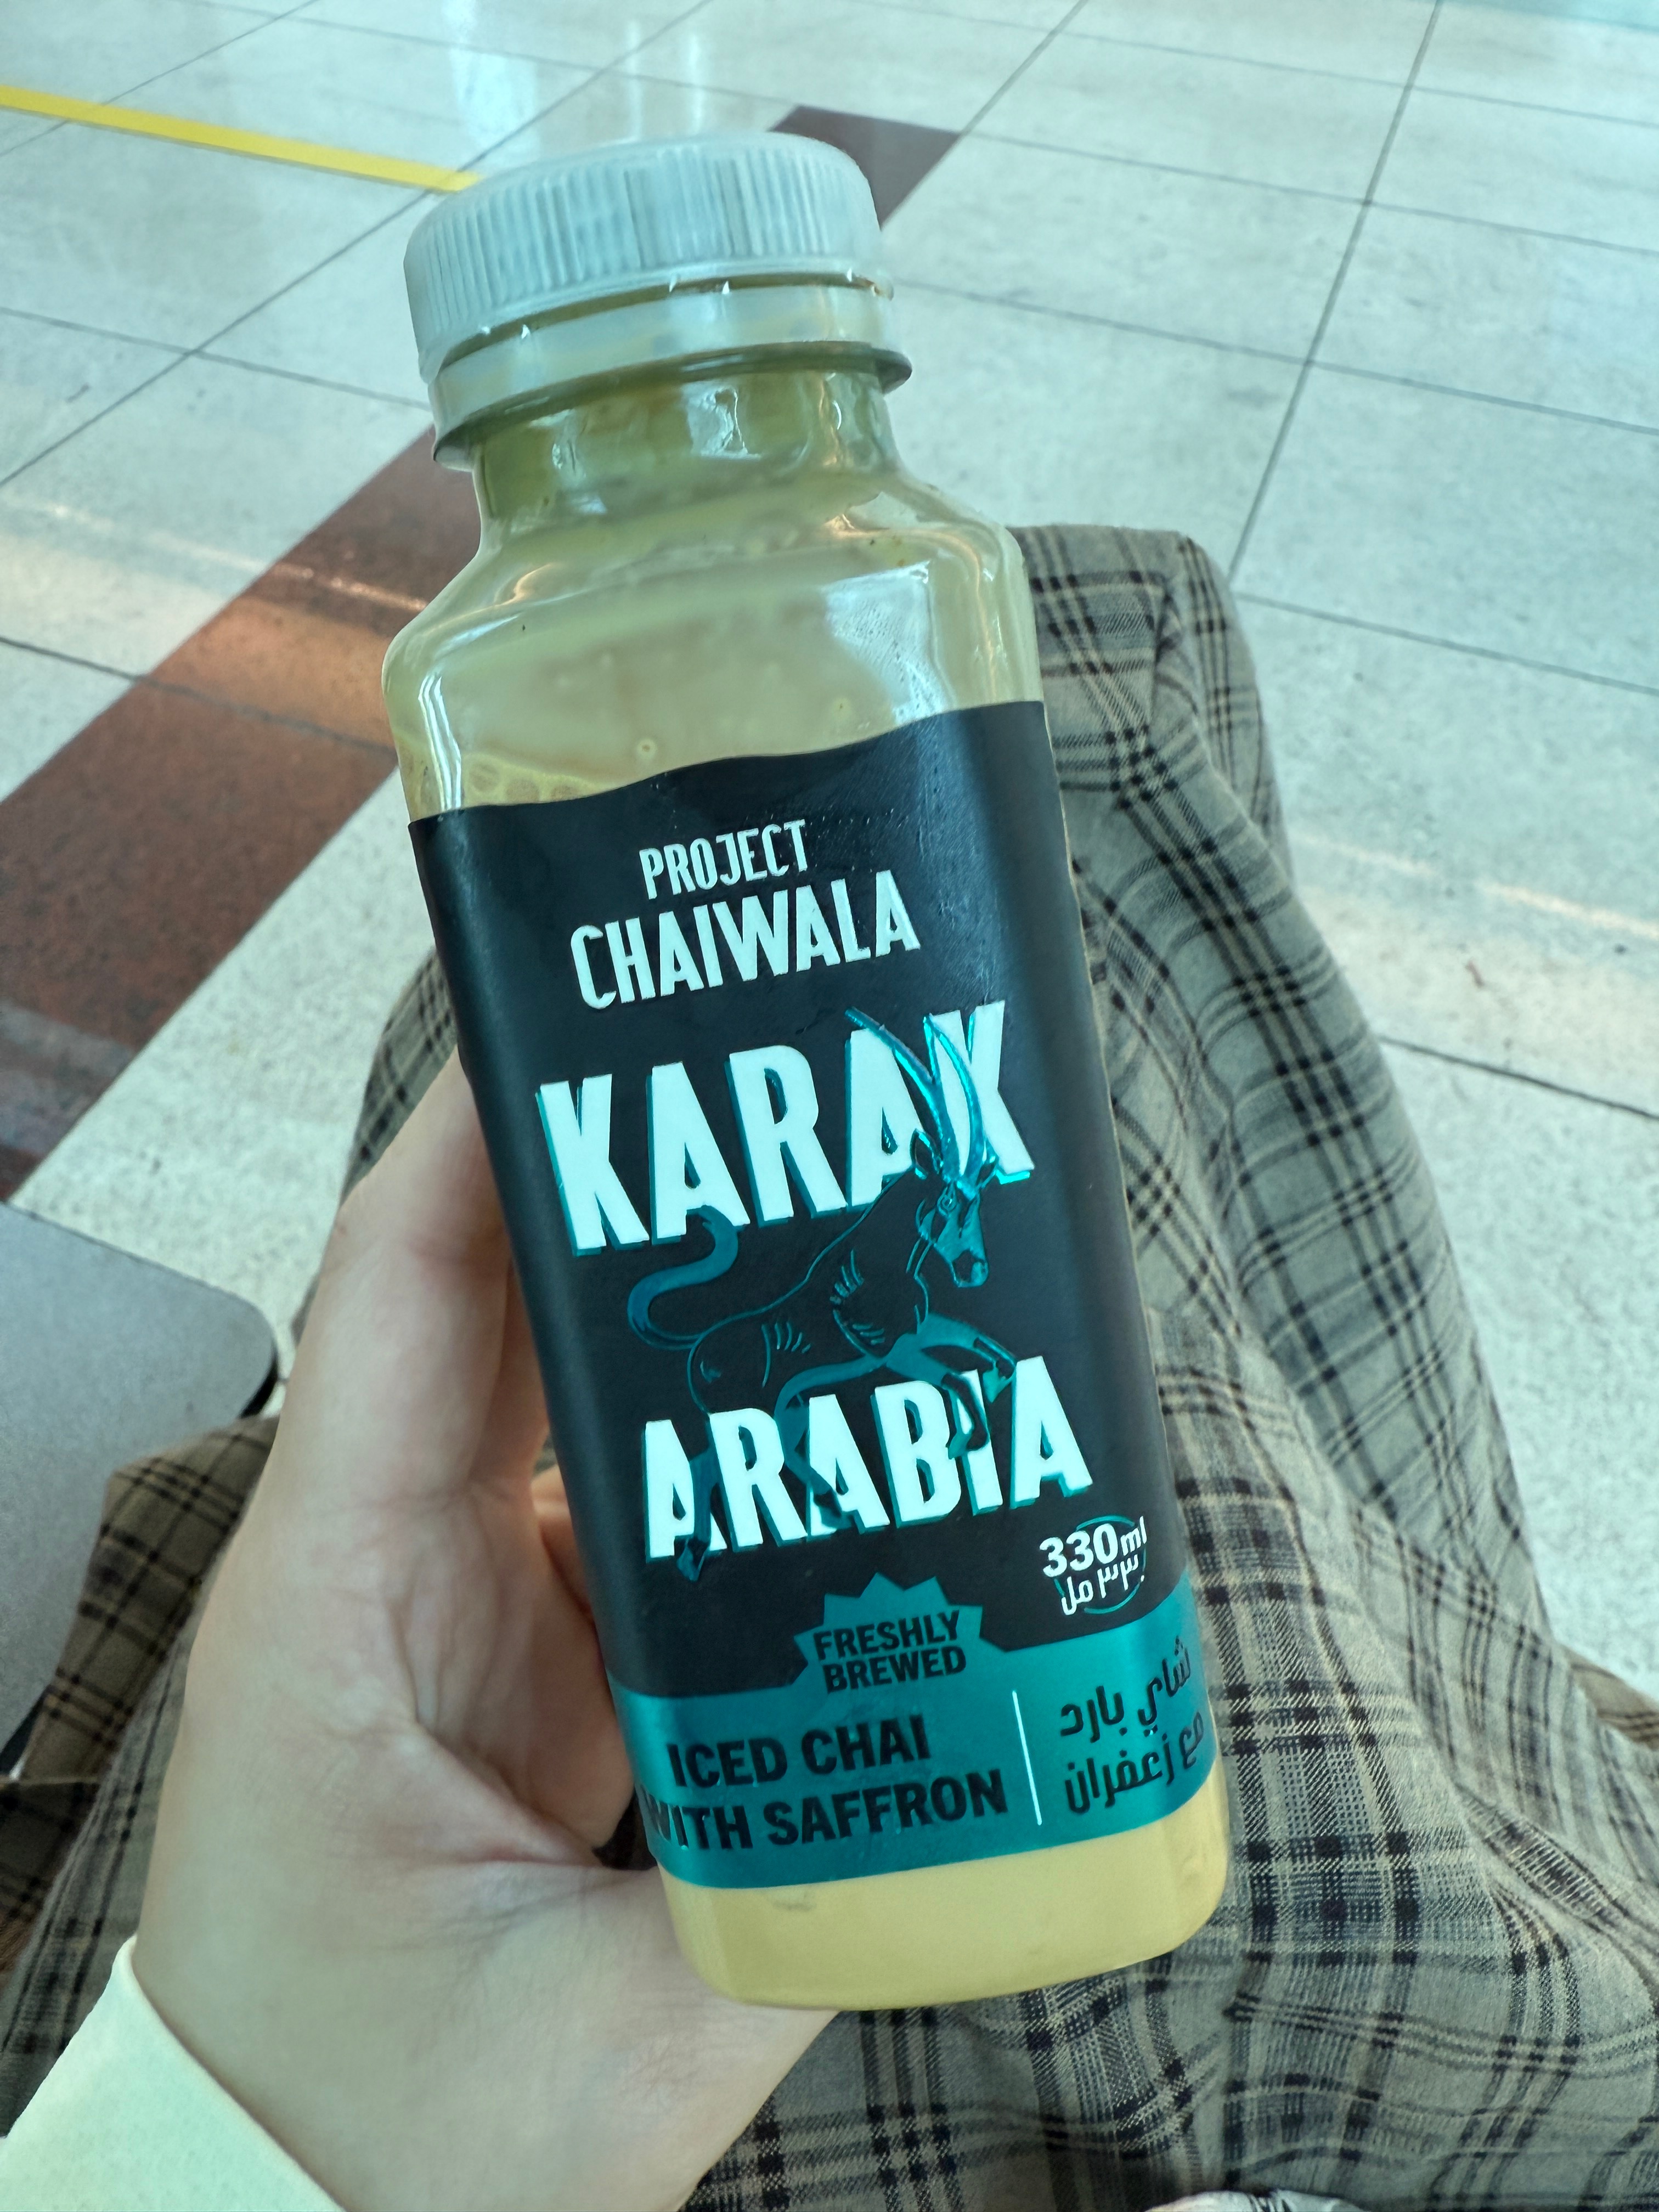 PROJECT
CHAIWALA
KARAK
ARABIA
330ml
٣٣٠ مل
FRESHLY
BREWED
ICED CHAI
WITH SAFFRON
شاي بارد
مع زعفران